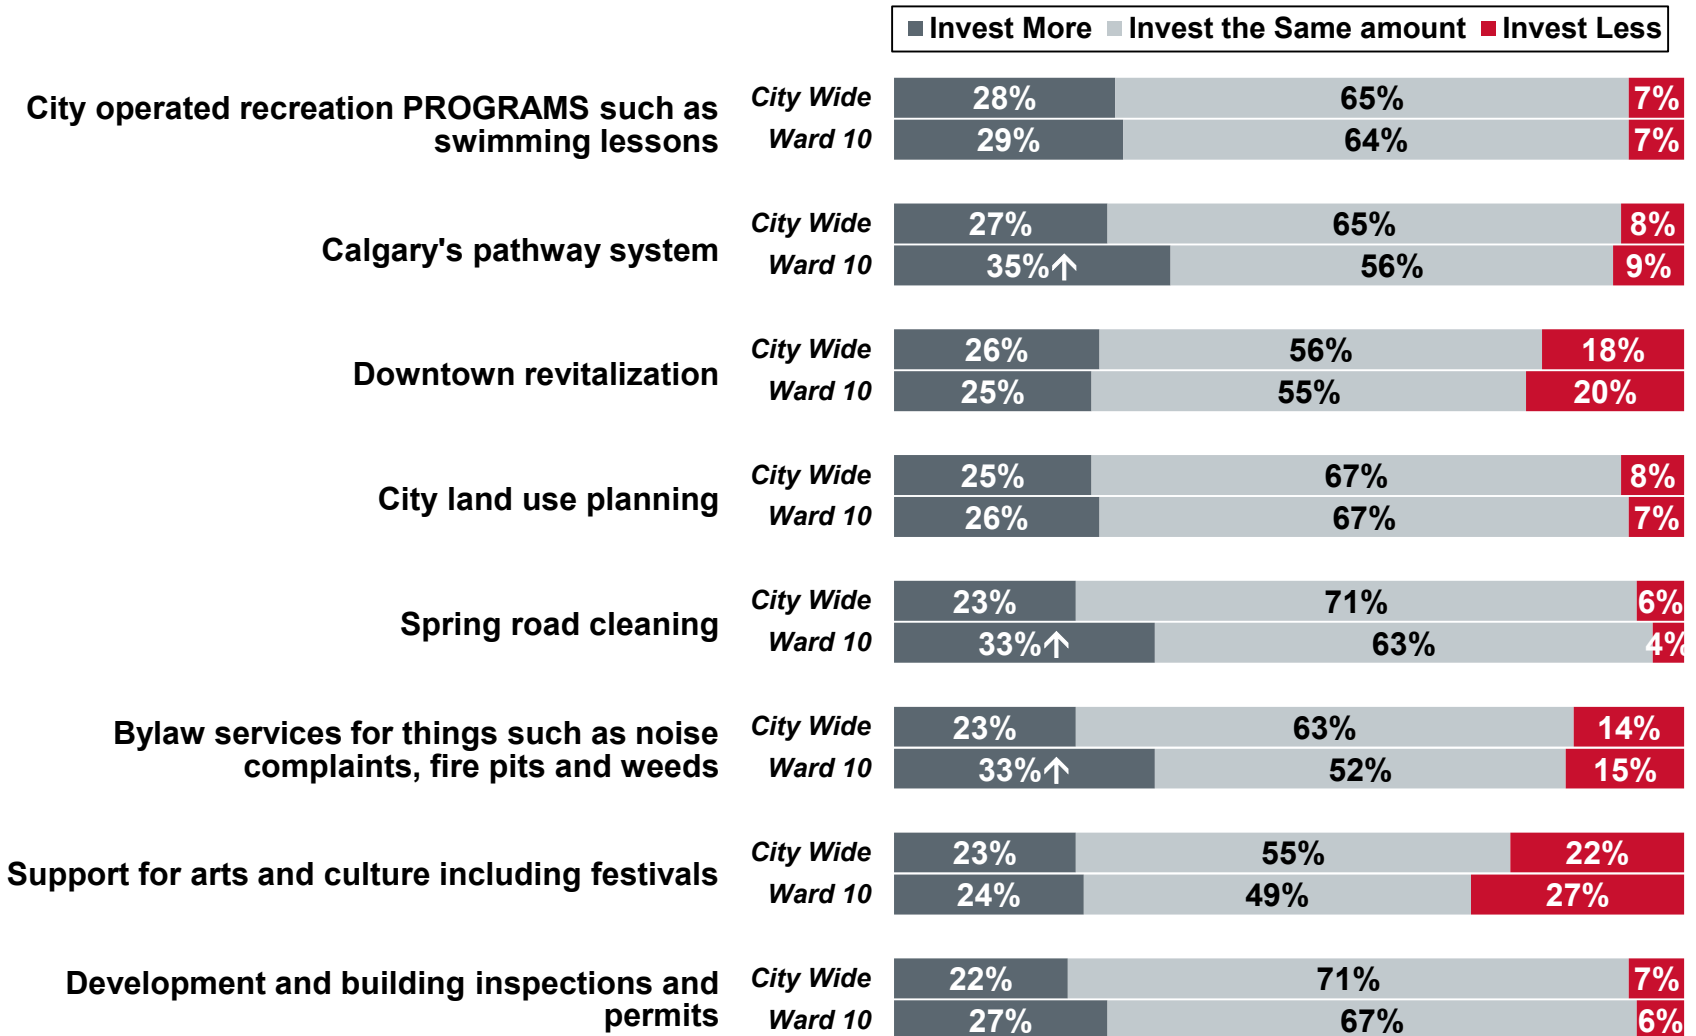 Invest More Invest the Same amount Invest Less
City operated recreation PROGRAMS such as
swimming lessons
City Wide 28% 65% 7%
Ward 10 29% 64% 7%
Calgary's pathway system
City Wide 27% 65% 8%
Ward 10 35%↑ 56% 9%
Downtown revitalization
City Wide 26% 56% 18%
Ward 10 25% 55% 20%
City land use planning
City Wide 25% 67% 8%
Ward 10 26% 67% 7%
Spring road cleaning
City Wide 23% 71% 6%
Ward 10 33%↑ 63% 4%
Bylaw services for things such as noise
complaints, fire pits and weeds
City Wide 23% 63% 14%
Ward 10 33%↑ 52% 15%
Support for arts and culture including festivals
City Wide 23% 55% 22%
Ward 10 24% 49% 27%
Development and building inspections and
permits
City Wide 22% 71% 7%
Ward 10 27% 67% 6%